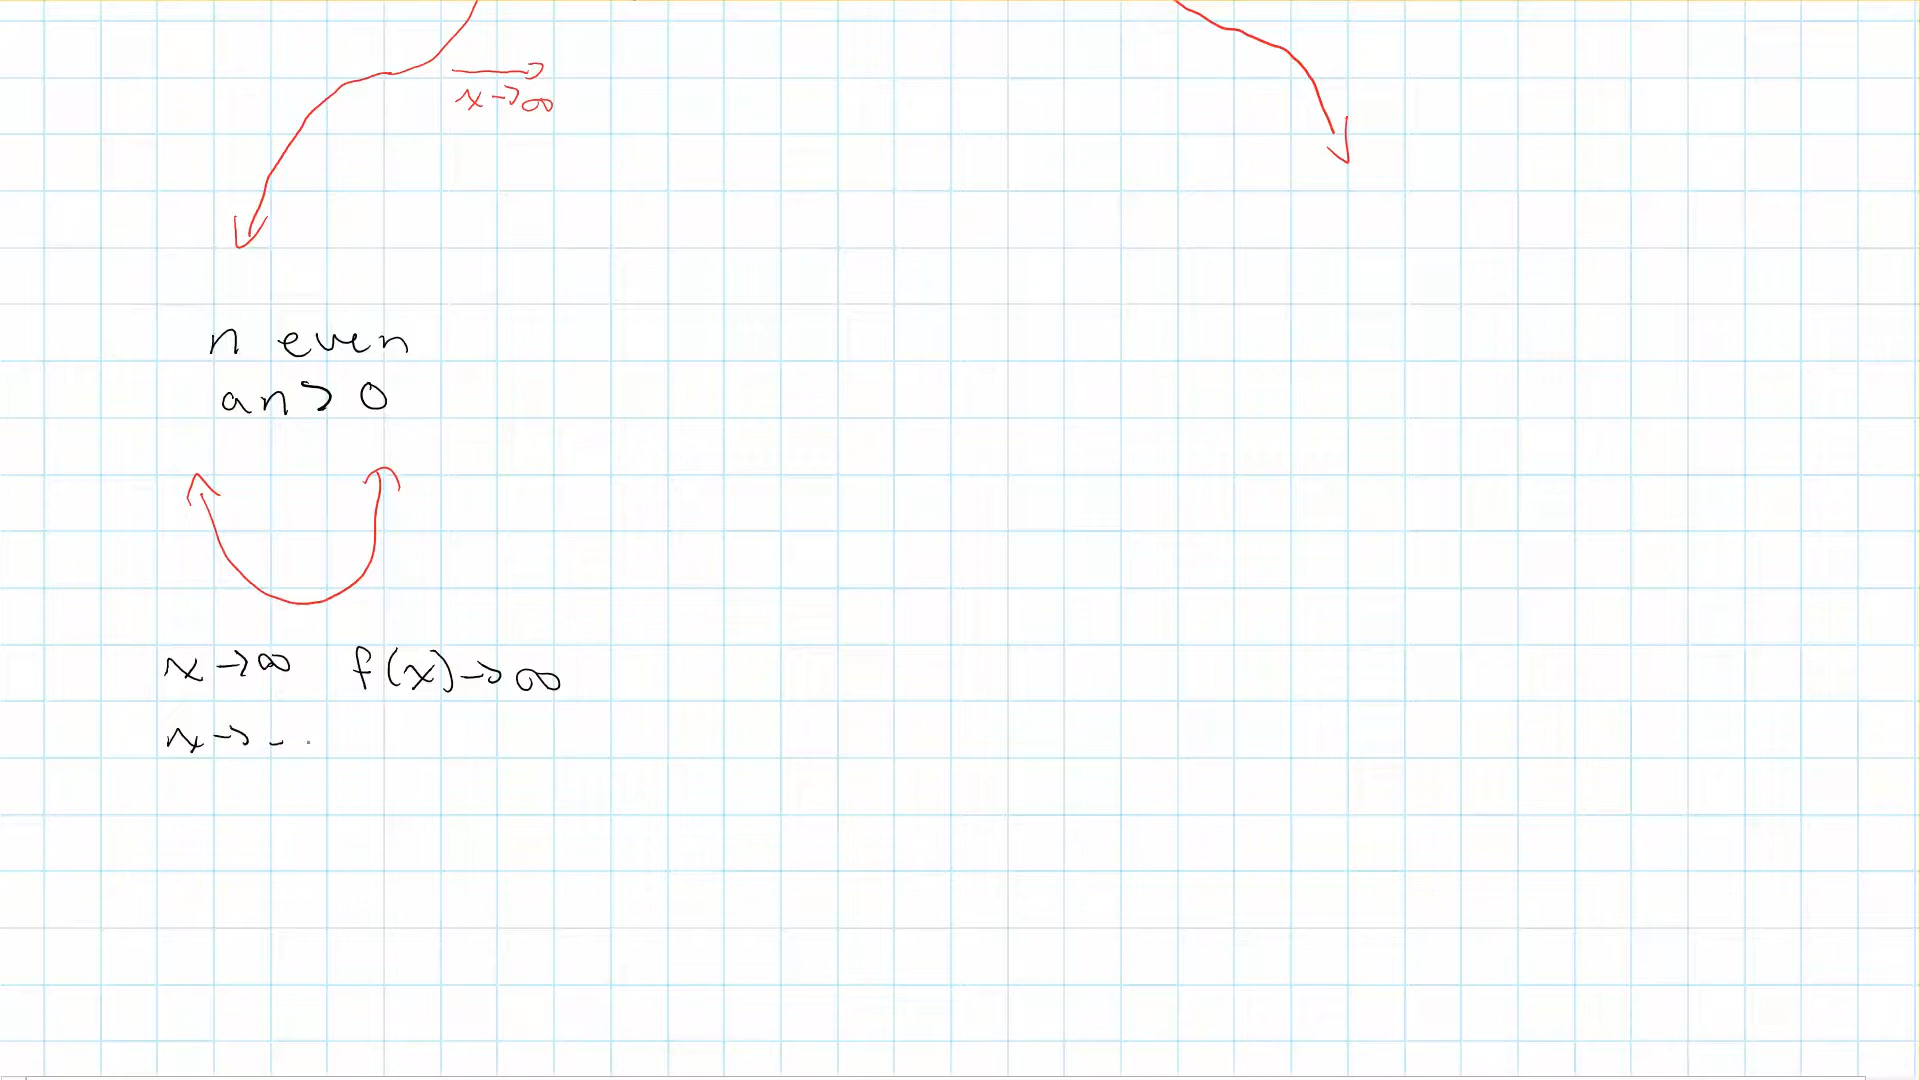 x→∞
n even
an > 0
x→∞ f(x)→∞
x→-